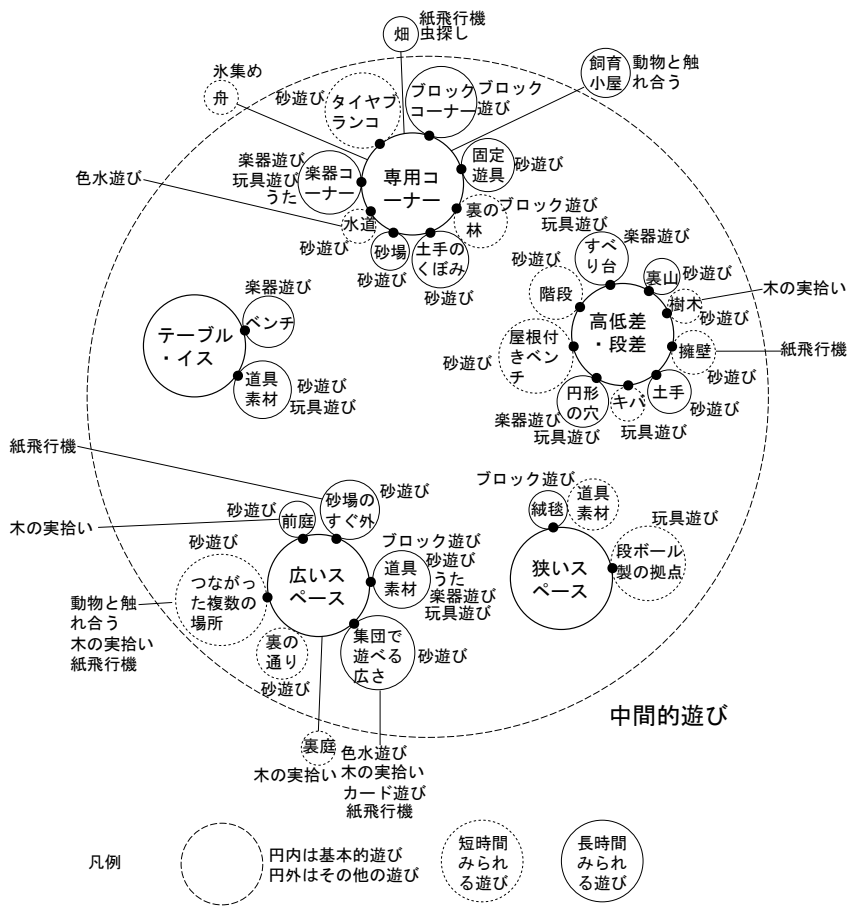 畑
紙飛行機
虫探し
氷集め
舟
砂遊び
タイヤブ
ランコ
ブロック
コーナー
ブロック
遊び
飼育
小屋
動物と触
れ合う
楽器遊び
玩具遊び
うた
楽器コ
ーナー
専用コ
ーナー
固定
遊具
砂遊び
色水遊び
水道
砂遊び
砂場
砂遊び
土手の
くぼみ
砂遊び
裏の
林
ブロック遊び
玩具遊び
すべ
り台
楽器遊び
砂遊び
階段
裏山
砂遊び
樹木
砂遊び
木の実拾い
高低差
・段差
屋根付
きベン
チ
砂遊び
擁壁
砂遊び
紙飛行機
円形
の穴
楽器遊び
玩具遊び
キバ
玩具遊び
土手
砂遊び
テーブル
・イス
楽器遊び
ベンチ
道具
素材
砂遊び
玩具遊び
紙飛行機
木の実拾い
砂遊び
前庭
砂場の
すぐ外
砂遊び
広いス
ペース
道具
素材
ブロック遊び
砂遊び
うた
楽器遊び
玩具遊び
砂遊び
つながっ
た複数の
場所
動物と触
れ合う
木の実拾い
紙飛行機
裏の
通り
砂遊び
集団で
遊べる
広さ
砂遊び
裏庭
木の実拾い
色水遊び
木の実拾い
カード遊び
紙飛行機
ブロック遊び
絨毯
道具
素材
狭いス
ペース
玩具遊び
段ボール
製の拠点
中間的遊び
凡例
円内は基本的遊び
円外はその他の遊び
短時間
みられ
る遊び
長時間
みられ
る遊び